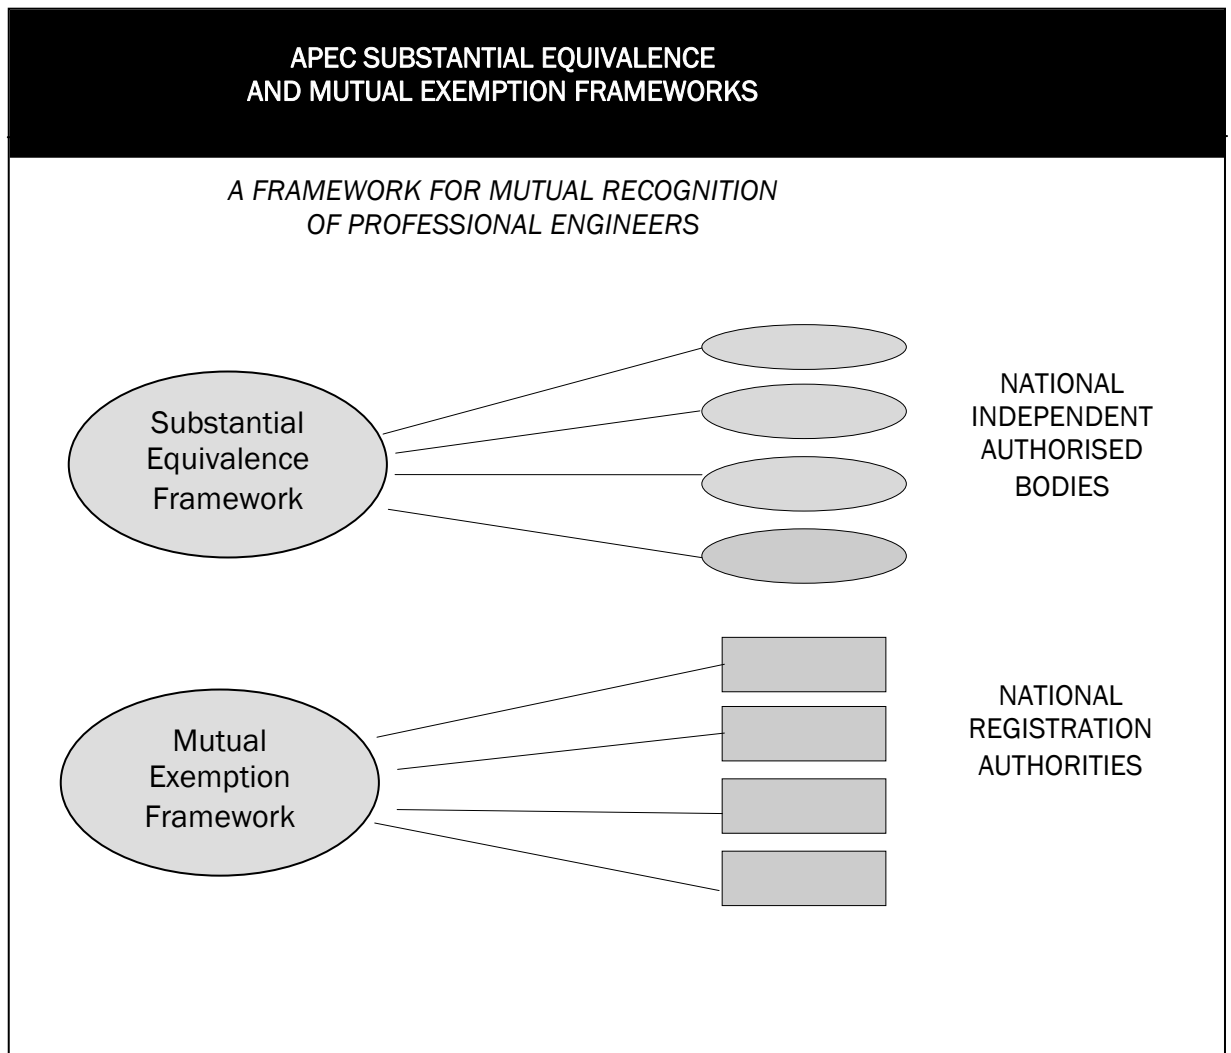 APEC SUBSTANTIAL EQUIVALENCE
AND MUTUAL EXEMPTION FRAMEWORKS
A FRAMEWORK FOR MUTUAL RECOGNITION
OF PROFESSIONAL ENGINEERS
Substantial
Equivalence
Framework
NATIONAL
INDEPENDENT
AUTHORISED
BODIES
Mutual
Exemption
Framework
NATIONAL
REGISTRATION
AUTHORITIES